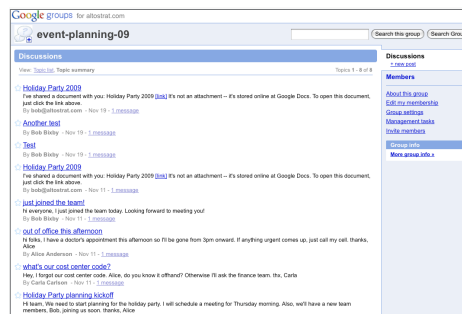 Google groups for altostrat.com
event-planning-09
Search this group Search Grou
Discussions
View: Topic list, Topic summary Topics 1 - 8 of 8
Holiday Party 2009
I've shared a document with you: Holiday Party 2009 [link] It's not an attachment -- it's stored online at Google Docs. To open this document,
just click the link above.
By bob@altostrat.com - Nov 19 - 1 message
Another test
By Bob Bixby - Nov 19 - 1 message
Test
By Bob Bixby - Nov 19 - 1 message
Holiday Party 2009
I've shared a document with you: Holiday Party 2009 [link] It's not an attachment -- it's stored online at Google Docs. To open this document,
just click the link above.
By bob@altostrat.com - Nov 11 - 1 message
just joined the team!
hi everyone, I just joined the team today. Looking forward to meeting you!
By Bob Bixby - Nov 11 - 1 message
out of office this afternoon
hi folks, I have a doctor's appointment this afternoon so I'll be gone from 3pm onward. If anything urgent comes up, just call my cell. thanks,
Alice
By Alice Anderson - Nov 11 - 1 message
what's our cost center code?
Hey, I forgot our cost center code. Alice, do you know it offhand? Otherwise I'll ask the finance team. thx, Carla
By Carla Carlson - Nov 11 - 1 message
Holiday Party planning kickoff
Hi team, We need to start planning for the holiday party. I will schedule a meeting for Thursday morning. Also, we'll have a new team
members, Bob, joining us soon. thanks, Alice
Discussions
+ new post
Members
About this group
Edit my membership
Group settings
Management tasks
Invite members
Group info
More group info »